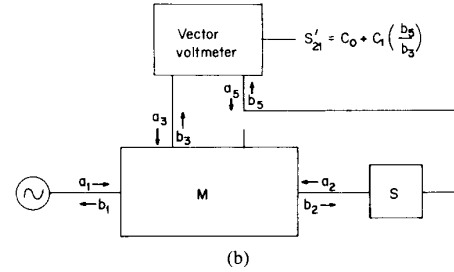 Vector
voltmeter
S'₂₁ = C₀ + C₁ (b₅/b₃)
a₃
b₃
a₅
b₅
a₁
b₁
M
a₂
b₂
S
(b)